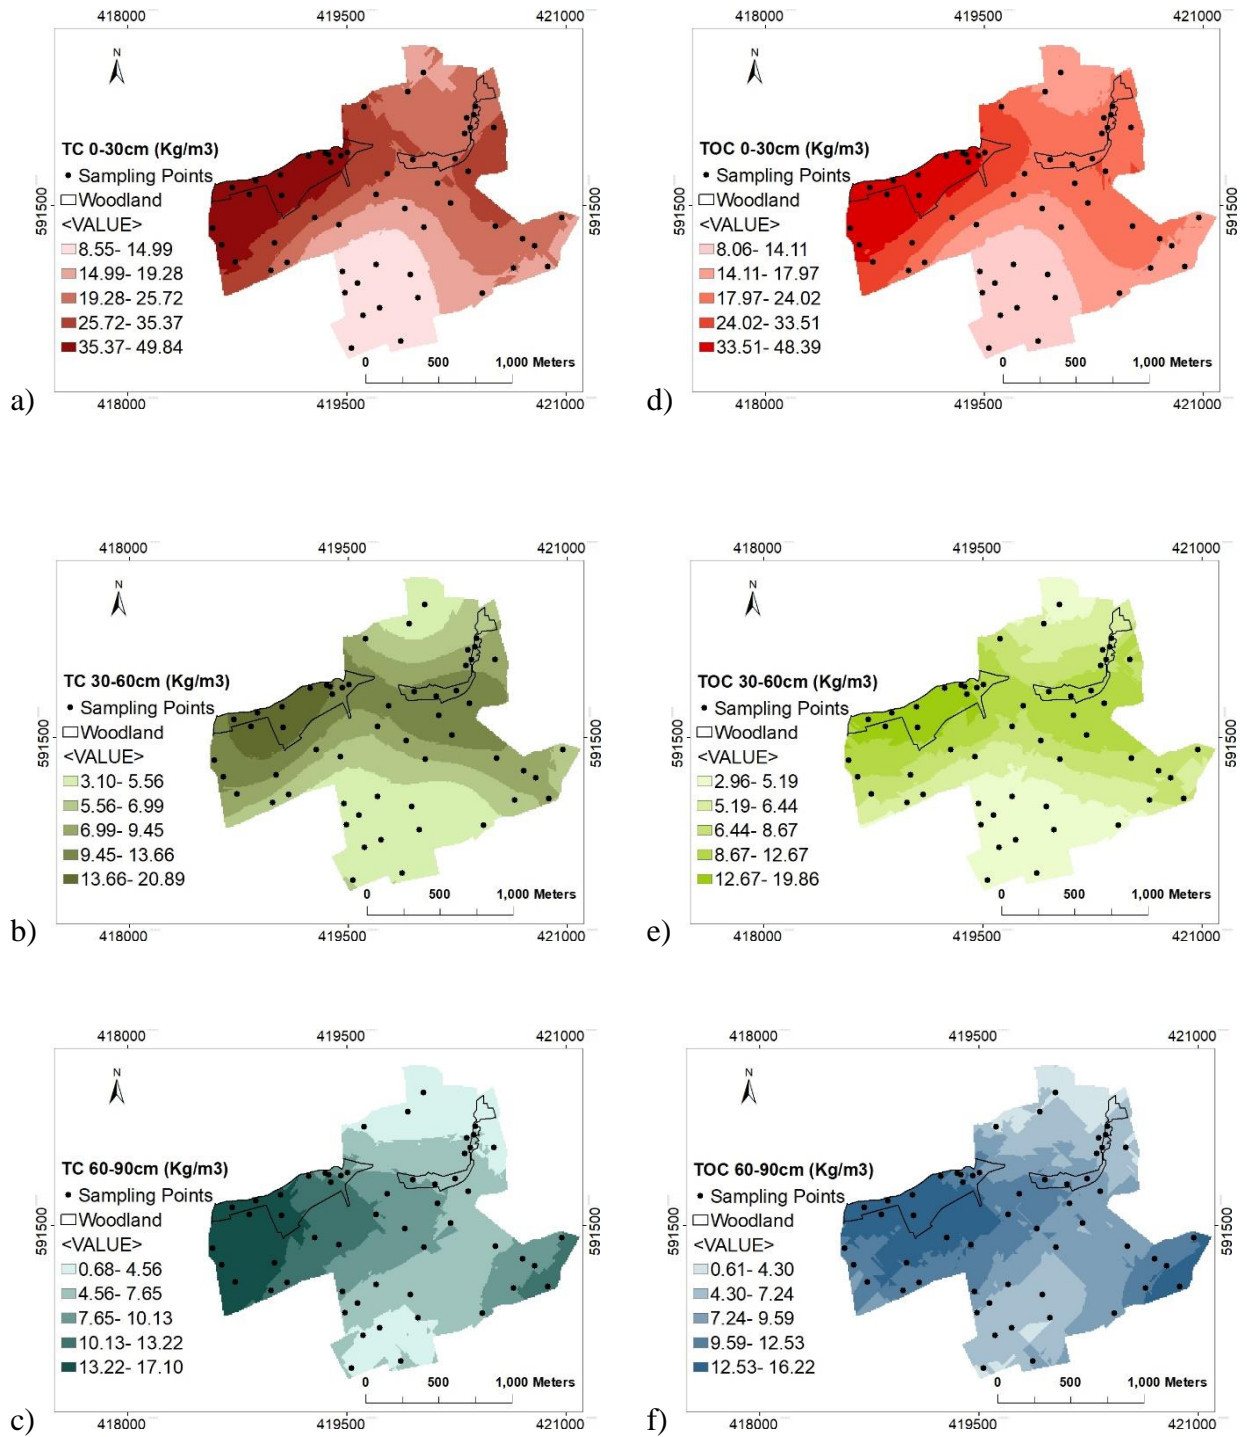 418000 419500 421000
N
TC 0-30cm (Kg/m3)
Sampling Points
Woodland
<VALUE>
8.55- 14.99
14.99- 19.28
19.28- 25.72
25.72- 35.37
35.37- 49.84
591500
591500
0 500 1,000 Meters
a)
418000 419500 421000
418000 419500 421000
N
TOC 0-30cm (Kg/m3)
Sampling Points
Woodland
<VALUE>
8.06- 14.11
14.11- 17.97
17.97- 24.02
24.02- 33.51
33.51- 48.39
591500
0 500 1,000 Meters
d)
418000 419500 421000
418000 419500 421000
N
TC 30-60cm (Kg/m3)
Sampling Points
Woodland
<VALUE>
3.10- 5.56
5.56- 6.99
6.99- 9.45
9.45- 13.66
13.66- 20.89
591500
591500
0 500 1,000 Meters
b)
418000 419500 421000
418000 419500 421000
N
TOC 30-60cm (Kg/m3)
Sampling Points
Woodland
<VALUE>
2.96- 5.19
5.19- 6.44
6.44- 8.67
8.67- 12.67
12.67- 19.86
591500
0 500 1,000 Meters
e)
418000 419500 421000
418000 419500 421000
N
TC 60-90cm (Kg/m3)
Sampling Points
Woodland
<VALUE>
0.68- 4.56
4.56- 7.65
7.65- 10.13
10.13- 13.22
13.22- 17.10
591500
591500
0 500 1,000 Meters
c)
418000 419500 421000
418000 419500 421000
N
TOC 60-90cm (Kg/m3)
Sampling Points
Woodland
<VALUE>
0.61- 4.30
4.30- 7.24
7.24- 9.59
9.59- 12.53
12.53- 16.22
591500
0 500 1,000 Meters
f)
418000 419500 421000